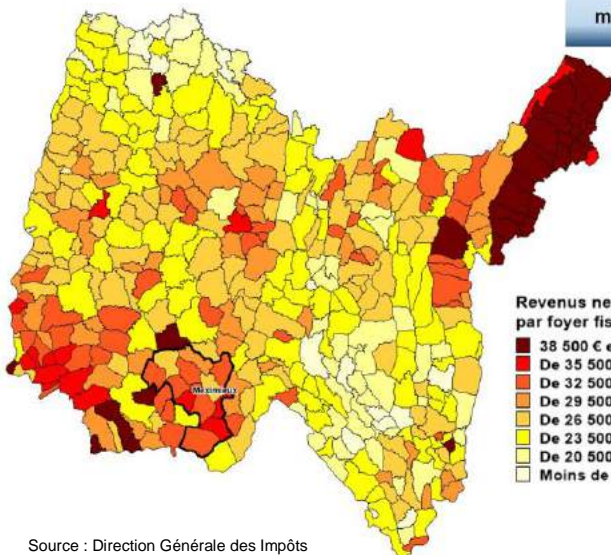 m
Meximieux
Revenus ne
par foyer fis
38 500 € e
De 35 500
De 32 500
De 29 500
De 26 500
De 23 500
De 20 500
Moins de
Source : Direction Générale des Impôts